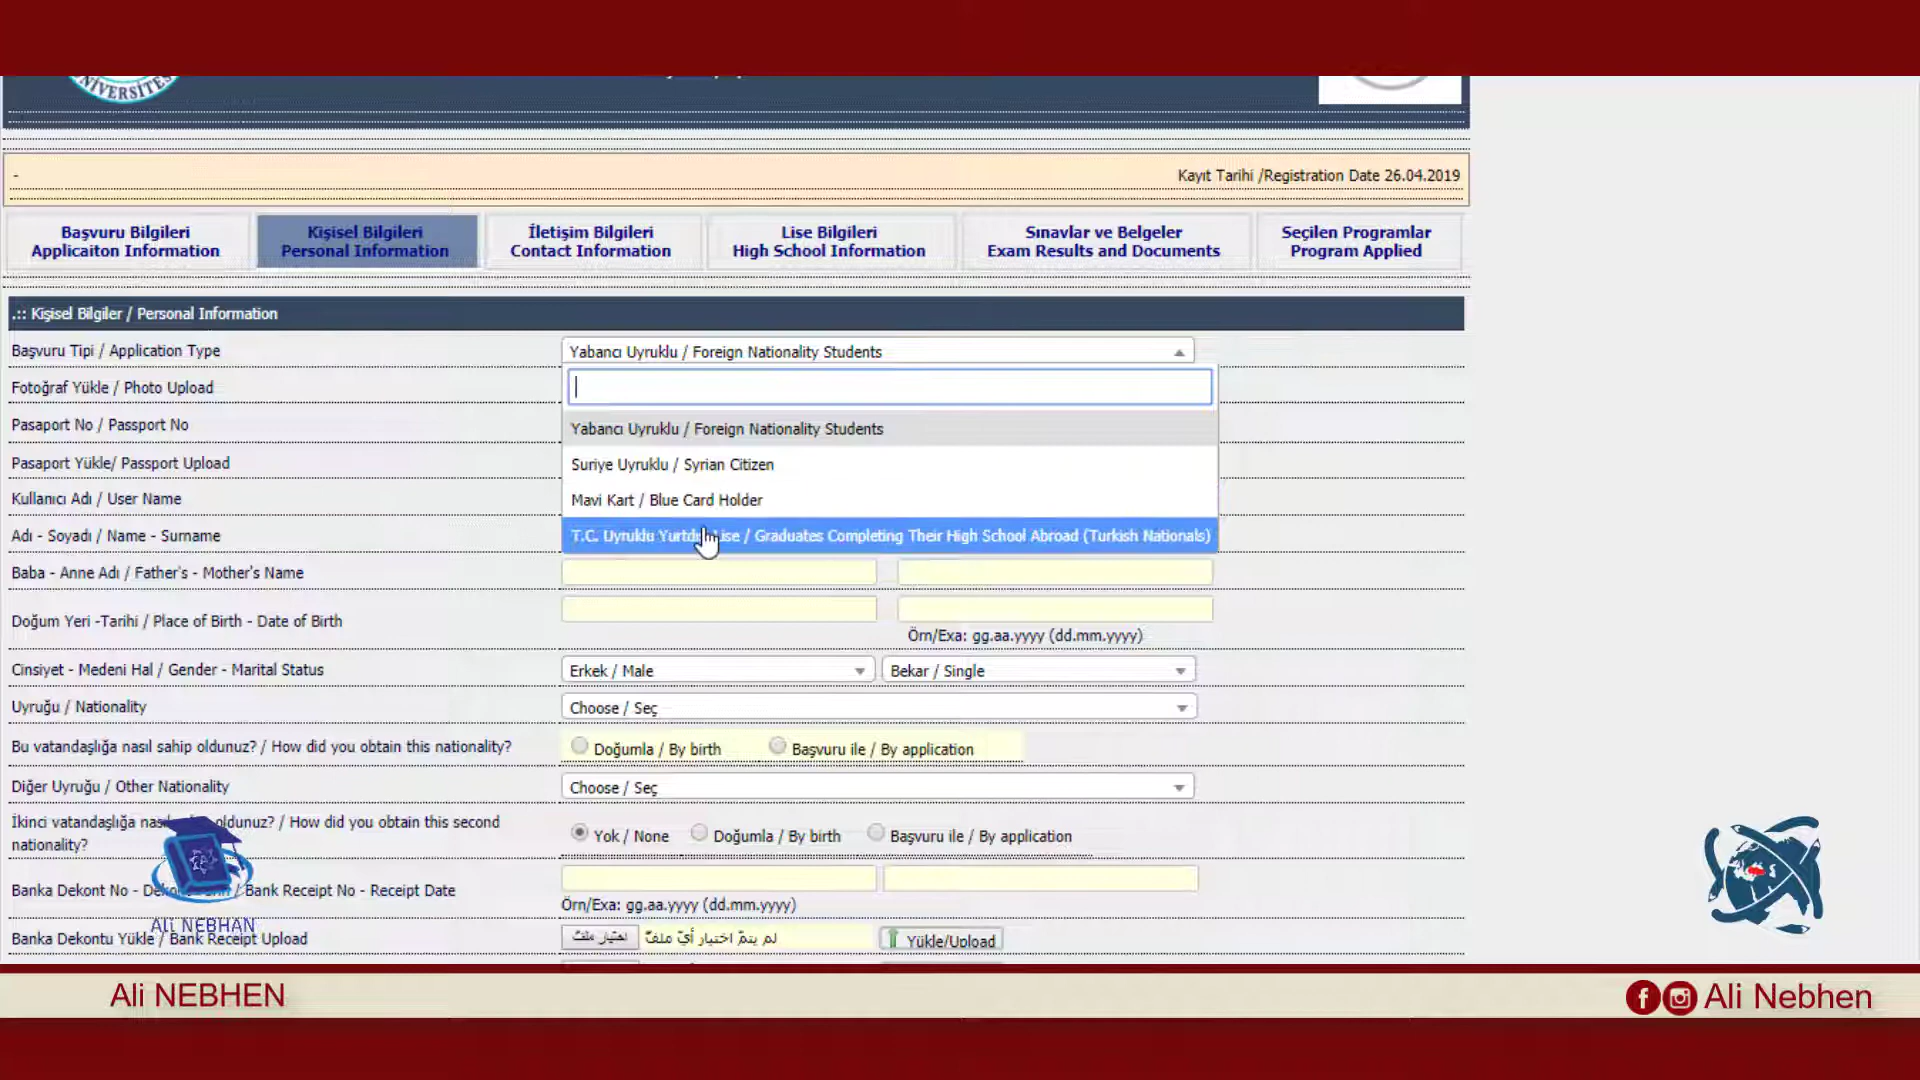 NİVERSİTES
-
Kayıt Tarihi /Registration Date 26.04.2019
Başvuru Bilgileri
Applicaiton Information
Kişisel Bilgileri
Personal Information
İletişim Bilgileri
Contact Information
Lise Bilgileri
High School Information
Sınavlar ve Belgeler
Exam Results and Documents
Seçilen Programlar
Program Applied
.:: Kişisel Bilgiler / Personal Information
Başvuru Tipi / Application Type
Yabancı Uyruklu / Foreign Nationality Students
Fotoğraf Yükle / Photo Upload
Pasaport No / Passport No
Yabancı Uyruklu / Foreign Nationality Students
Pasaport Yükle/ Passport Upload
Suriye Uyruklu / Syrian Citizen
Kullanıcı Adı / User Name
Mavi Kart / Blue Card Holder
Adı - Soyadı / Name - Surname
T.C. Uyruklu / Graduates Completing Their High School Abroad (Turkish Nationals)
Baba - Anne Adı / Father's - Mother's Name
Doğum Yeri -Tarihi / Place of Birth - Date of Birth
Örn/Exa: gg.aa.yyyy (dd.mm.yyyy)
Cinsiyet - Medeni Hal / Gender - Marital Status
Erkek / Male
Bekar / Single
Uyruğu / Nationality
Choose / Seç
Bu vatandaşlığa nasıl sahip oldunuz? / How did you obtain this nationality?
Doğumla / By birth
Başvuru ile / By application
Diğer Uyruğu / Other Nationality
Choose / Seç
İkinci vatandaşlığa oldunuz? / How did you obtain this second
nationality?
Yok / None
Doğumla / By birth
Başvuru ile / By application
Banka Dekont No - / Bank Receipt No - Receipt Date
Örn/Exa: gg.aa.yyyy (dd.mm.yyyy)
Ali NEBHAN
Banka Dekontu Yükle / Bank Receipt Upload
اختيار ملف
لم يتمّ اختيار أيّ ملفّ
Yükle/Upload
Ali NEBHEN
Ali Nebhen